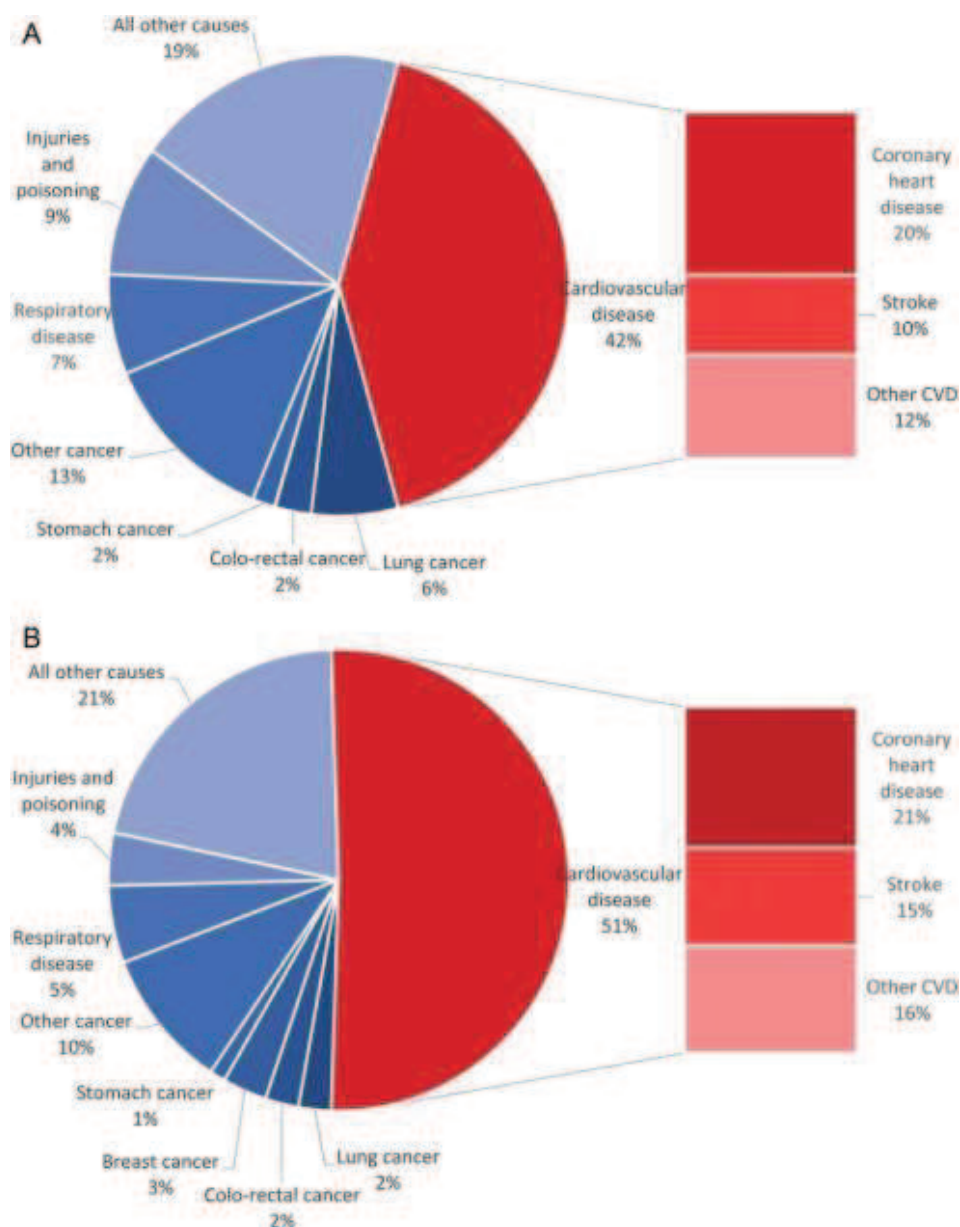 A
All other causes
19%
Injuries
and
poisoning
9%
Respiratory
disease
7%
Other cancer
13%
Stomach cancer
2%
Colo-rectal cancer
2%
Lung cancer
6%
Cardiovascular
disease
42%
Coronary
heart
disease
20%
Stroke
10%
Other CVD
12%
B
All other causes
21%
Injuries and
poisoning
4%
Respiratory
disease
5%
Other cancer
10%
Stomach cancer
1%
Breast cancer
3%
Colo-rectal cancer
2%
Lung cancer
2%
Cardiovascular
disease
51%
Coronary
heart
disease
21%
Stroke
15%
Other CVD
16%